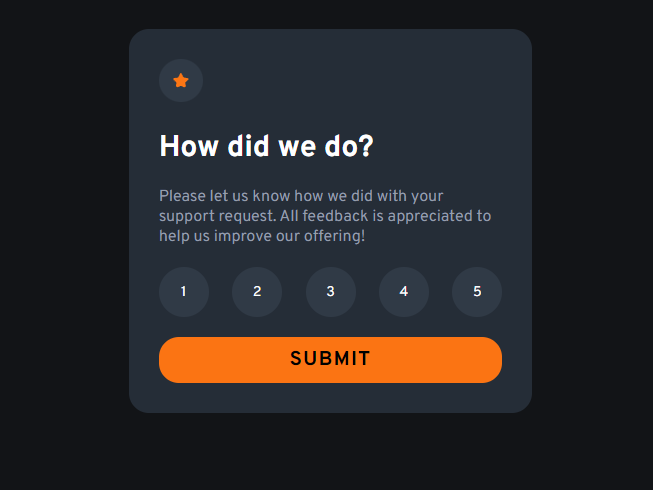 How did we do?
Please let us know how we did with your
support request. All feedback is appreciated to
help us improve our offering!
1 2 3 4 5
SUBMIT